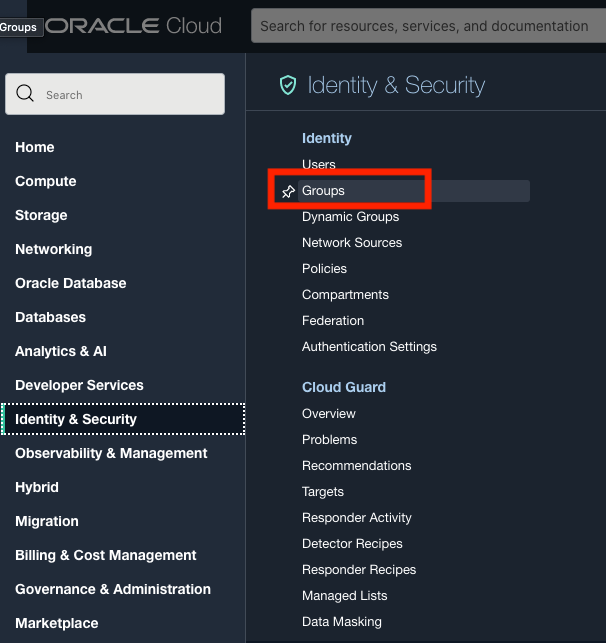 Groups
ORACLE Cloud
Search for resources, services, and documentation
Search
Home
Compute
Storage
Networking
Oracle Database
Databases
Analytics & AI
Developer Services
Identity & Security
Observability & Management
Hybrid
Migration
Billing & Cost Management
Governance & Administration
Marketplace
Identity & Security
Identity
Users
Groups
Dynamic Groups
Network Sources
Policies
Compartments
Federation
Authentication Settings
Cloud Guard
Overview
Problems
Recommendations
Targets
Responder Activity
Detector Recipes
Responder Recipes
Managed Lists
Data Masking